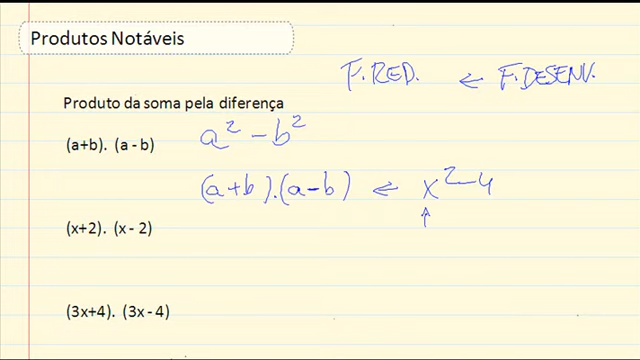 Produtos Notáveis
F. RED. ← F. DESENV.
Produto da soma pela diferença
(a+b). (a - b) a² - b²
(a+b).(a-b) ← x² - 4
↑
(x+2). (x - 2)
(3x+4). (3x - 4)